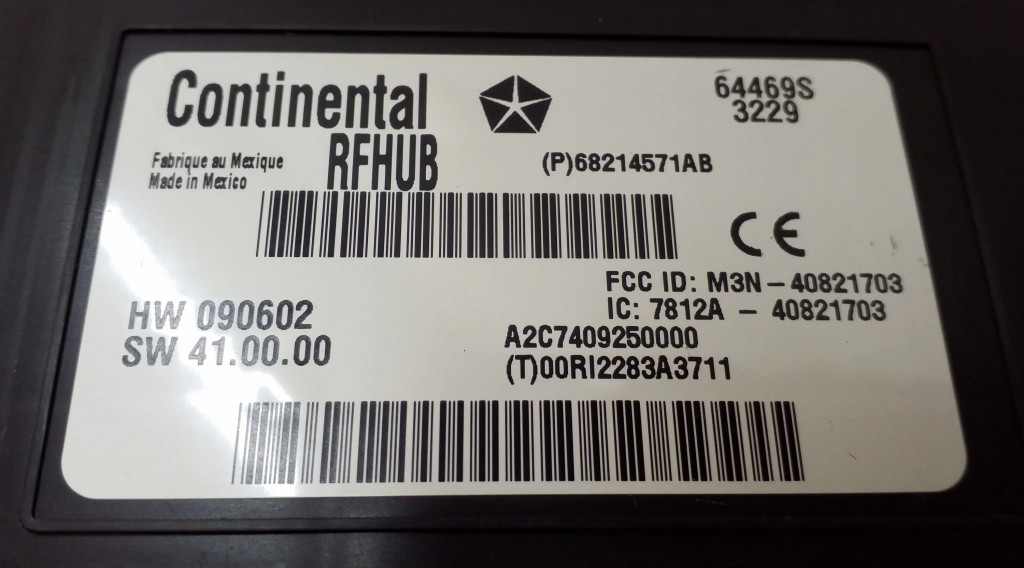 Continental
RFHUB
Fabrique au Mexique
Made in Mexico
64469S
3229
(P)68214571AB
CE
FCC ID: M3N-40821703
IC: 7812A - 40821703
HW 090602
SW 41.00.00
A2C7409250000
(T)00RI2283A3711